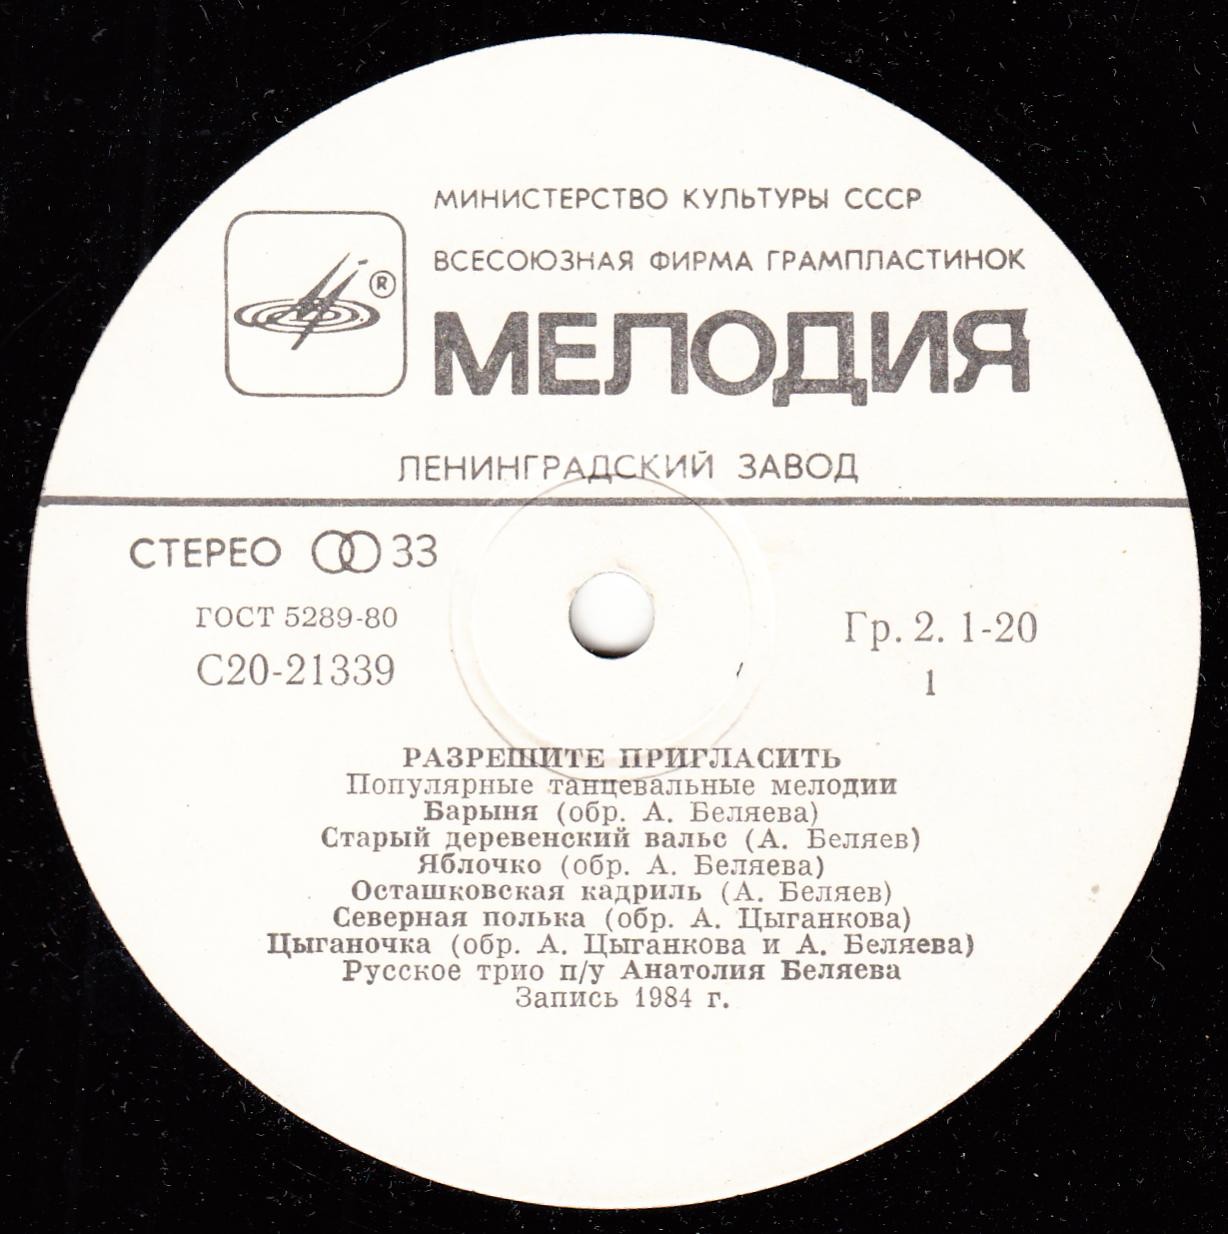 МИНИСТЕРСТВО КУЛЬТУРЫ СССР
ВСЕСОЮЗНАЯ ФИРМА ГРАМПЛАСТИНОК
®
МЕЛОДИЯ
ЛЕНИНГРАДСКИЙ ЗАВОД
СТЕРЕО 33
ГОСТ 5289-80
С20-21339
Гр. 2. 1-20
1
РАЗРЕШИТЕ ПРИГЛАСИТЬ
Популярные танцевальные мелодии
Барыня (обр. А. Беляева)
Старый деревенский вальс (А. Беляев)
Яблочко (обр. А. Беляева)
Осташковская кадриль (А. Беляев)
Северная полька (обр. А. Цыганкова)
Цыганочка (обр. А. Цыганкова и А. Беляева)
Русское трио п/у Анатолия Беляева
Запись 1984 г.